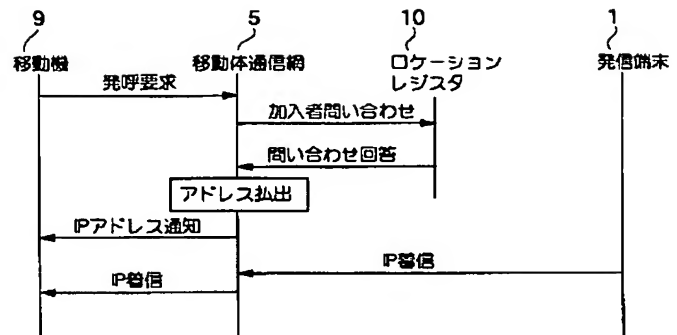 9
5
10
1
移動機
移動体通信網
ロケーション
レジスタ
発信端末
発呼要求
加入者問い合わせ
問い合わせ回答
アドレス払出
IPアドレス通知
IP着信
IP着信